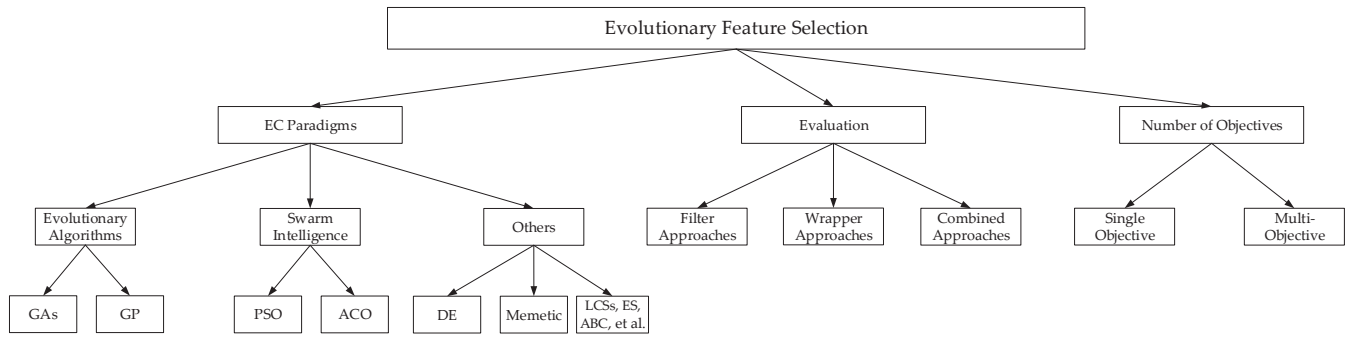 Evolutionary Feature Selection
EC Paradigms
Evaluation
Number of Objectives
Evolutionary
Algorithms
Swarm
Intelligence
Others
Filter
Approaches
Wrapper
Approaches
Combined
Approaches
Single
Objective
Multi-
Objective
GAs
GP
PSO
ACO
DE
Memetic
LCSs, ES,
ABC, et al.